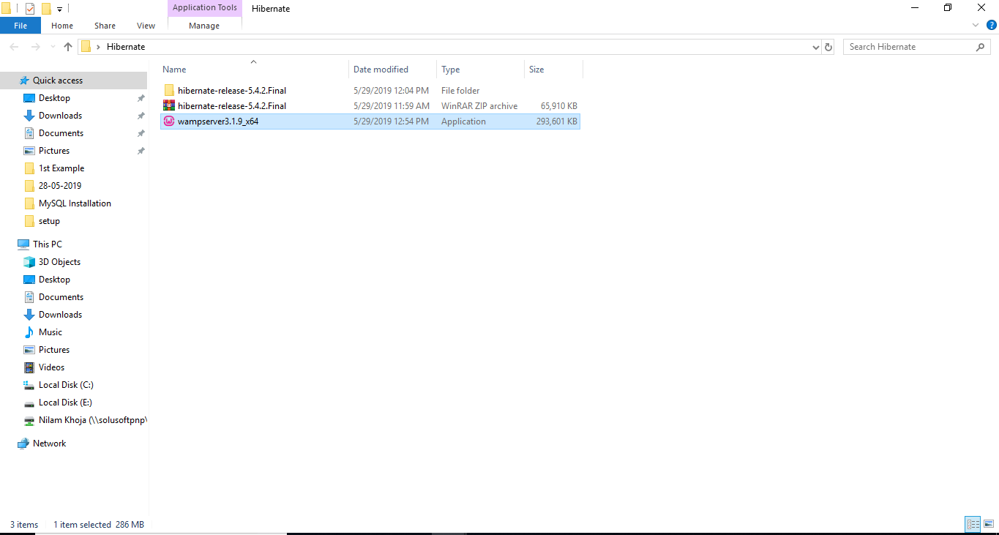 Application Tools Hibernate
File Home Share View Manage
Hibernate Search Hibernate
Name Date modified Type Size
hibernate-release-5.4.2.Final 5/29/2019 12:04 PM File folder
hibernate-release-5.4.2.Final 5/29/2019 11:59 AM WinRAR ZIP archive 65,910 KB
wampserver3.1.9_x64 5/29/2019 12:54 PM Application 293,601 KB
Quick access
Desktop
Downloads
Documents
Pictures
1st Example
28-05-2019
MySQL Installation
setup
This PC
3D Objects
Desktop
Documents
Downloads
Music
Pictures
Videos
Local Disk (C:)
Local Disk (E:)
Nilam Khoja (\\solusoftpnp\
Network
3 items 1 item selected 286 MB